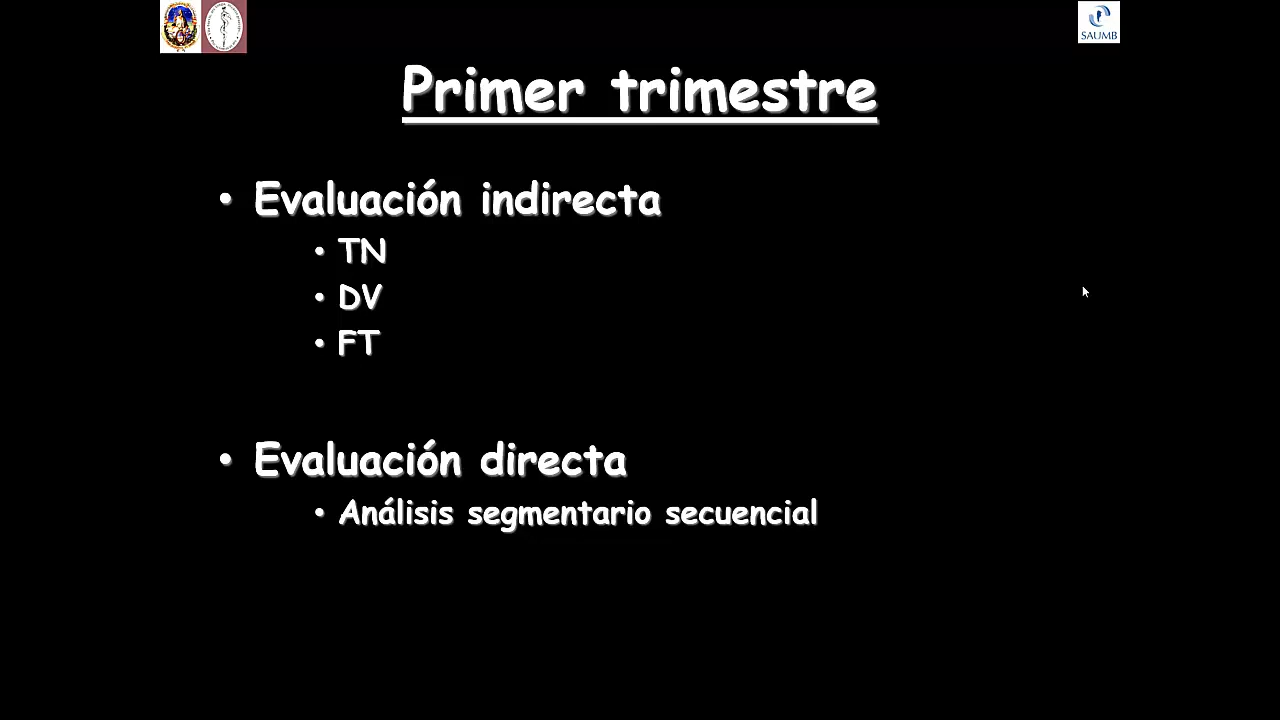 SAUMB
Primer trimestre
• Evaluación indirecta
• TN
• DV
• FT
• Evaluación directa
• Análisis segmentario secuencial